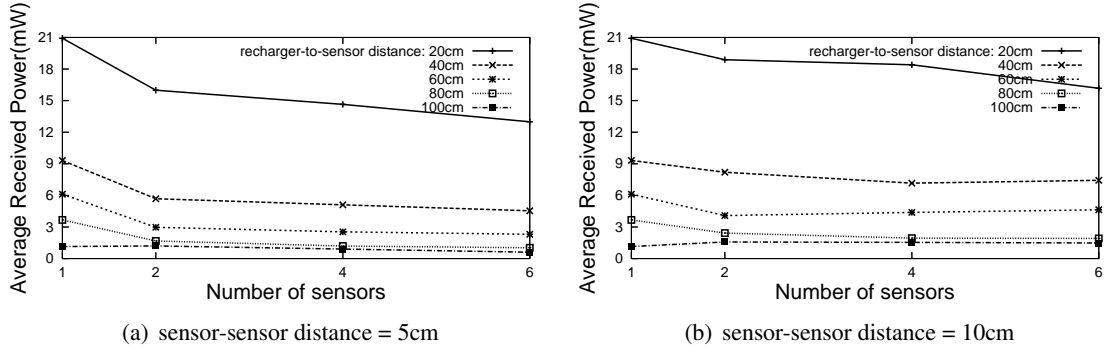 Average Received Power(mW)
21
18
15
12
9
6
3
0
recharger-to-sensor distance: 20cm
40cm
60cm
80cm
100cm
1 2 4 6
Number of sensors
(a) sensor-sensor distance = 5cm
Average Received Power(mW)
21
18
15
12
9
6
3
0
recharger-to-sensor distance: 20cm
40cm
60cm
80cm
100cm
1 2 4 6
Number of sensors
(b) sensor-sensor distance = 10cm